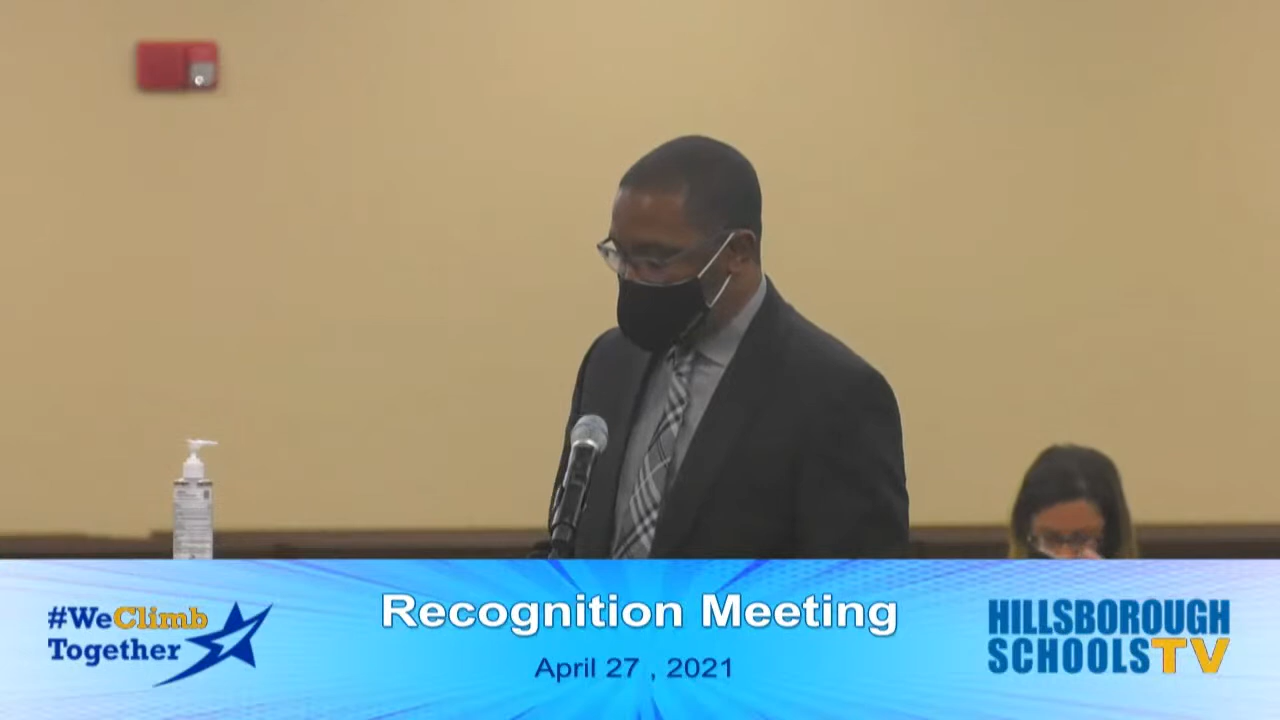 #WeClimb
Together
Recognition Meeting
April 27 , 2021
HILLSBOROUGH
SCHOOLSTV